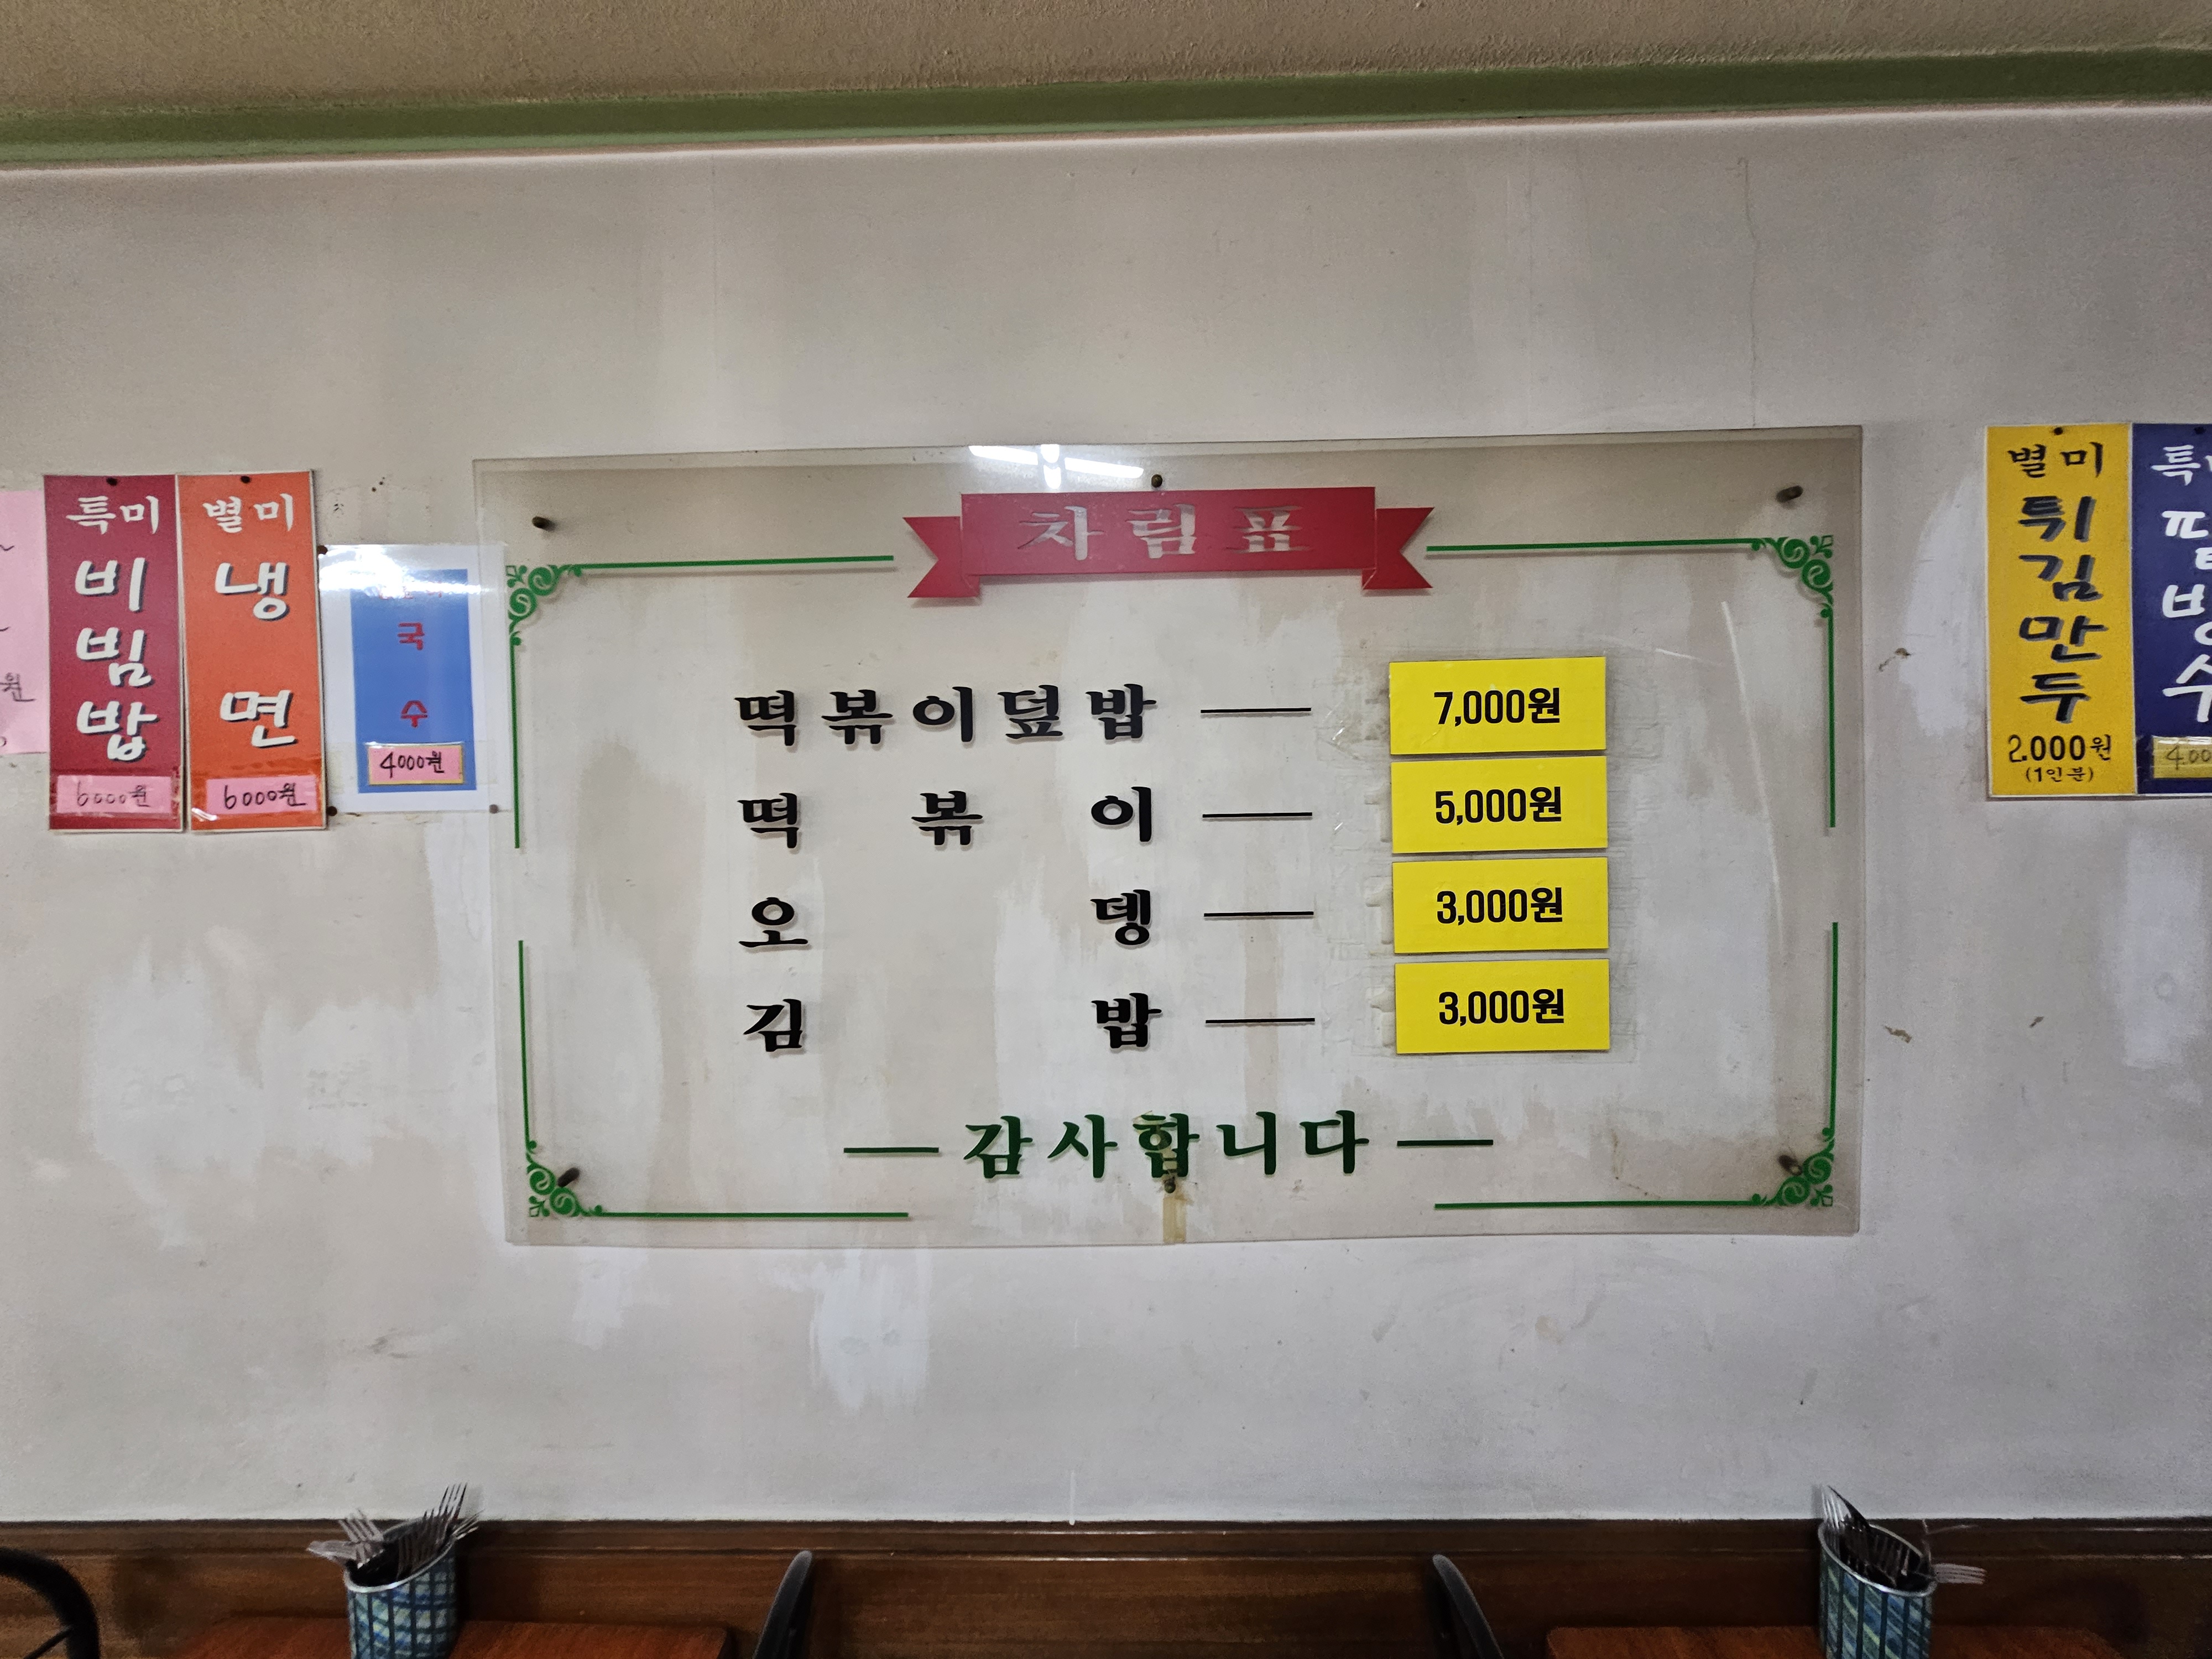 원
특미
비빔밥
6000원
별미
냉면
6000원
국수
4000원
차림표
떡볶이덮밥 — 7,000원
떡볶이 — 5,000원
오뎅 — 3,000원
김밥 — 3,000원
— 감사합니다 —
별미
튀김만두
2.000원
(1인분)